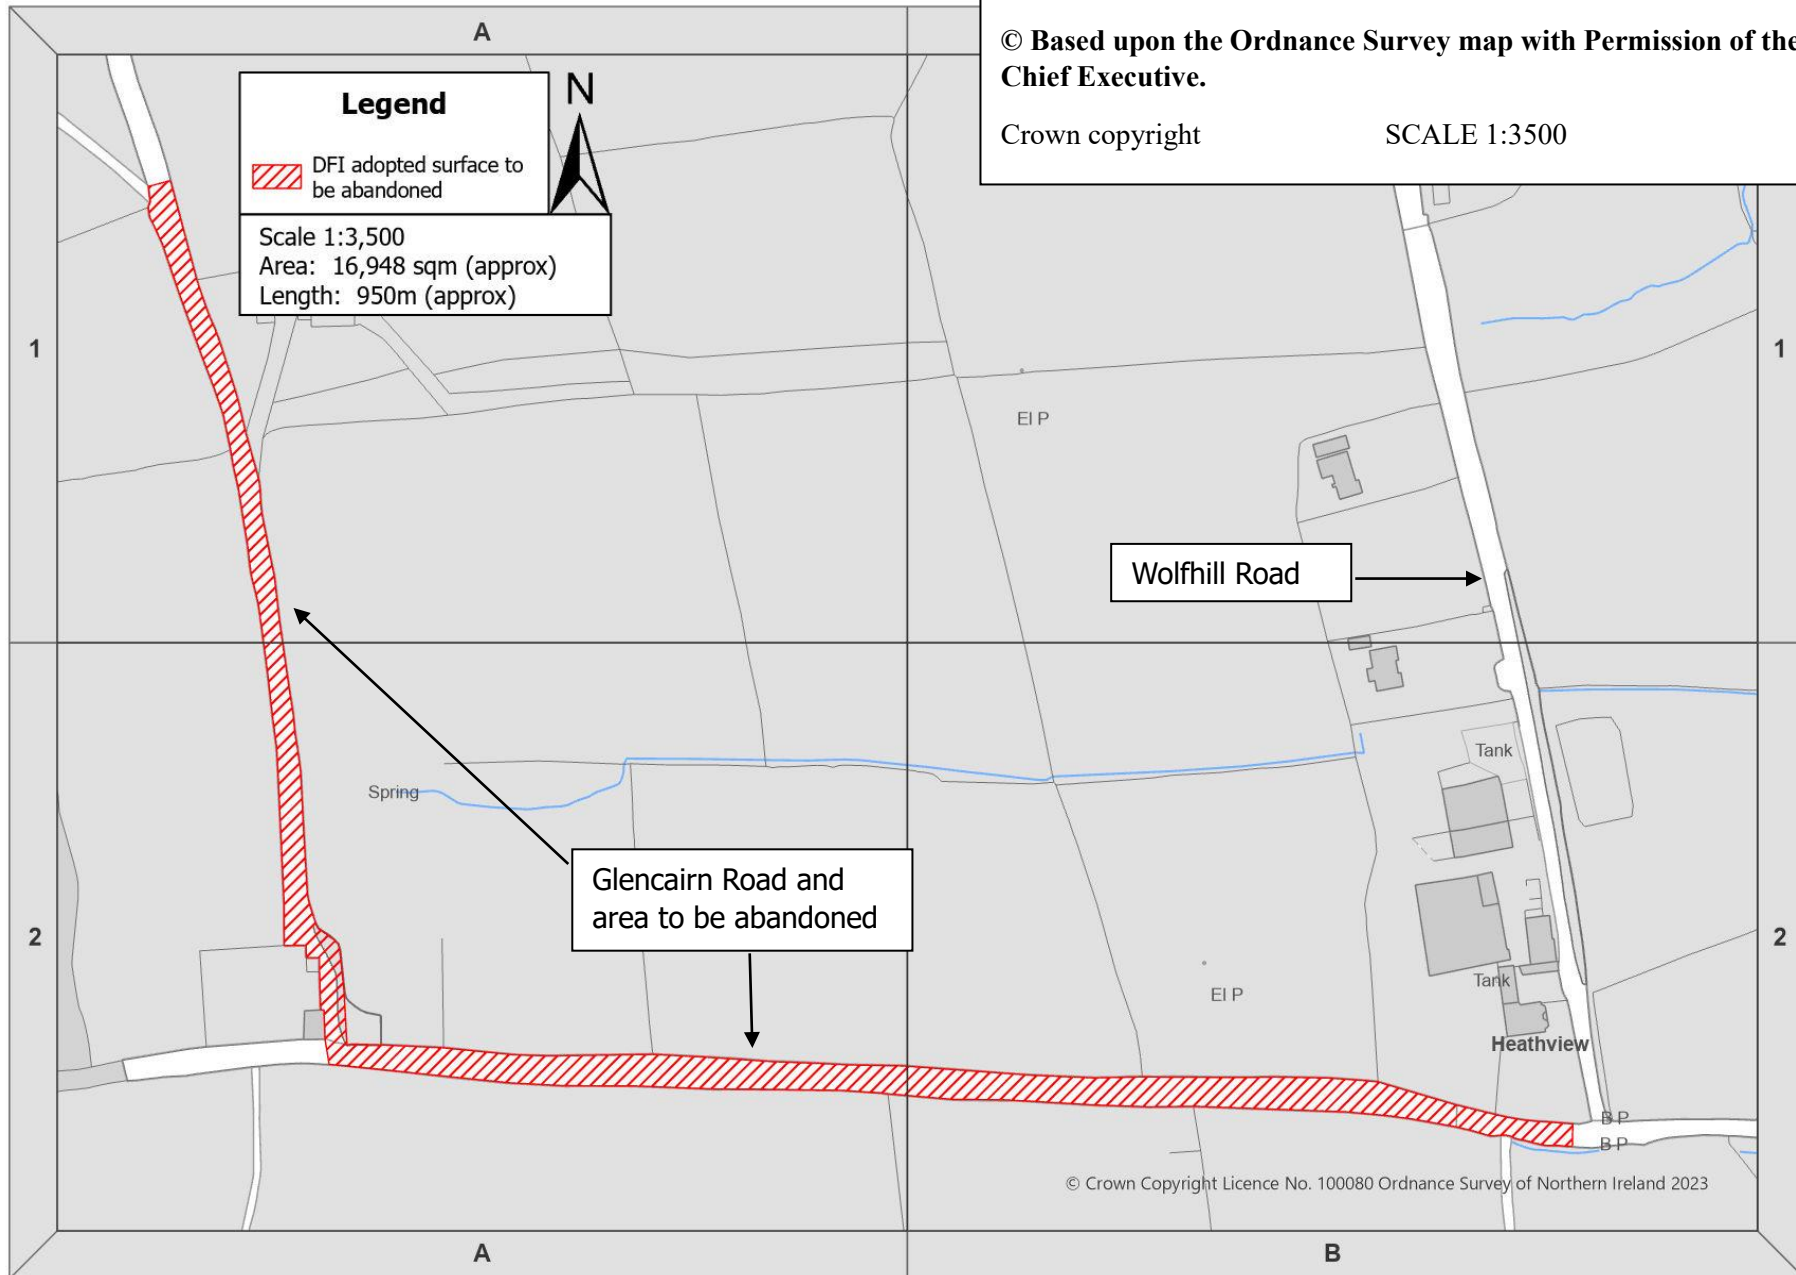 A
© Based upon the Ordnance Survey map with Permission of the
Chief Executive.
Crown copyright SCALE 1:3500
Legend
N
DFI adopted surface to
be abandoned
Scale 1:3,500
Area: 16,948 sqm (approx)
Length: 950m (approx)
1
1
El P
Wolfhill Road
Tank
Spring
Glencairn Road and
area to be abandoned
2
2
Tank
El P
Heathview
B P
B P
© Crown Copyright Licence No. 100080 Ordnance Survey of Northern Ireland 2023
A
B